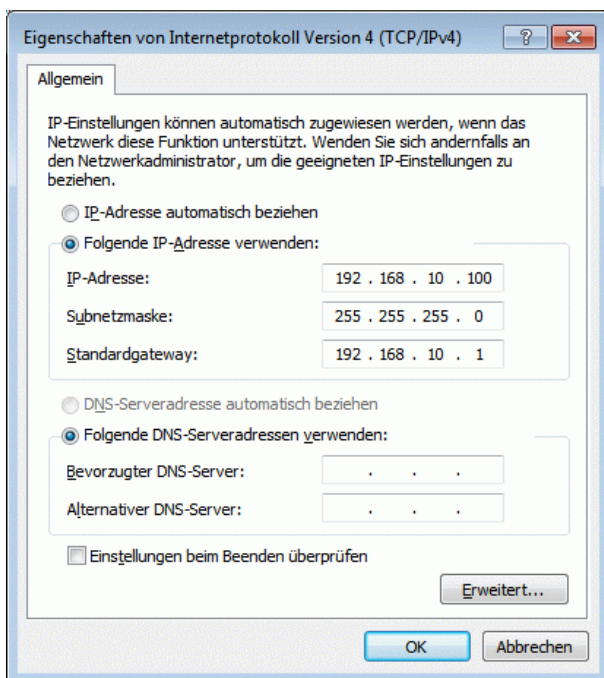 Eigenschaften von Internetprotokoll Version 4 (TCP/IPv4)
Allgemein
IP-Einstellungen können automatisch zugewiesen werden, wenn das
Netzwerk diese Funktion unterstützt. Wenden Sie sich andernfalls an
den Netzwerkadministrator, um die geeigneten IP-Einstellungen zu
beziehen.
IP-Adresse automatisch beziehen
Folgende IP-Adresse verwenden:
IP-Adresse: 192 . 168 . 10 . 100
Subnetzmaske: 255 . 255 . 255 . 0
Standardgateway: 192 . 168 . 10 . 1
DNS-Serveradresse automatisch beziehen
Folgende DNS-Serveradressen verwenden:
Bevorzugter DNS-Server: . . .
Alternativer DNS-Server: . . .
Einstellungen beim Beenden überprüfen
Erweitert...
OK Abbrechen